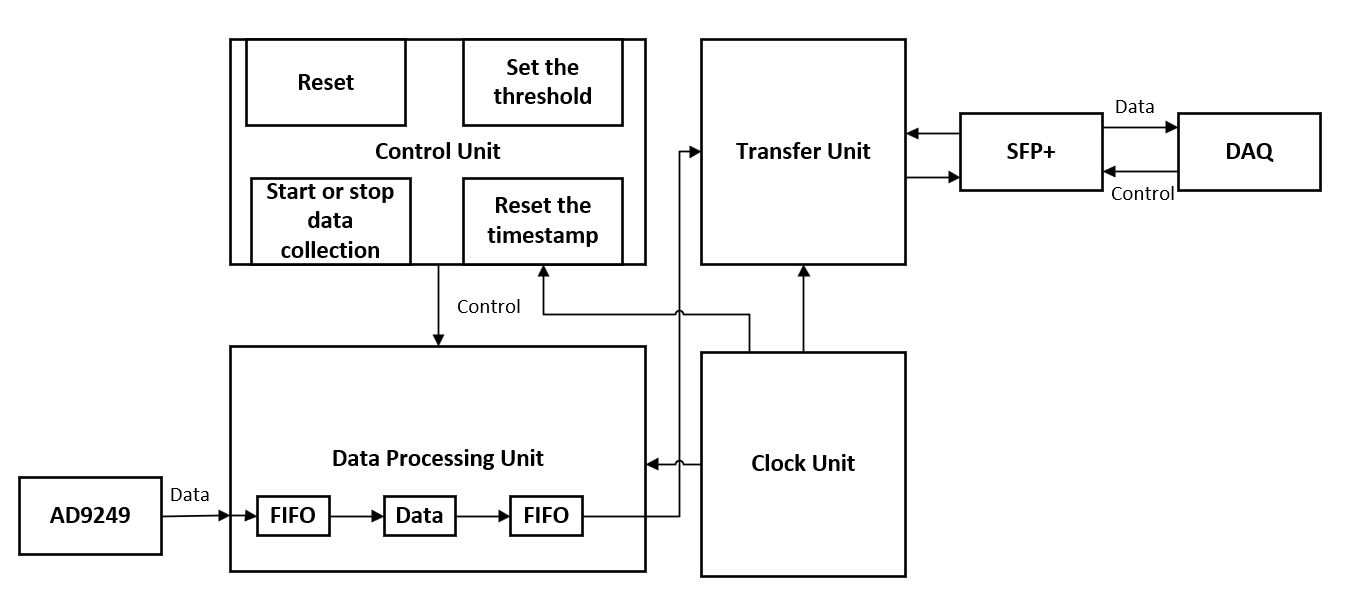 Reset
Set the
threshold
Control Unit
Start or stop
data
collection
Reset the
timestamp
Transfer Unit
SFP+
Data
DAQ
Control
Control
Data Processing Unit
Clock Unit
AD9249
Data
FIFO
Data
FIFO